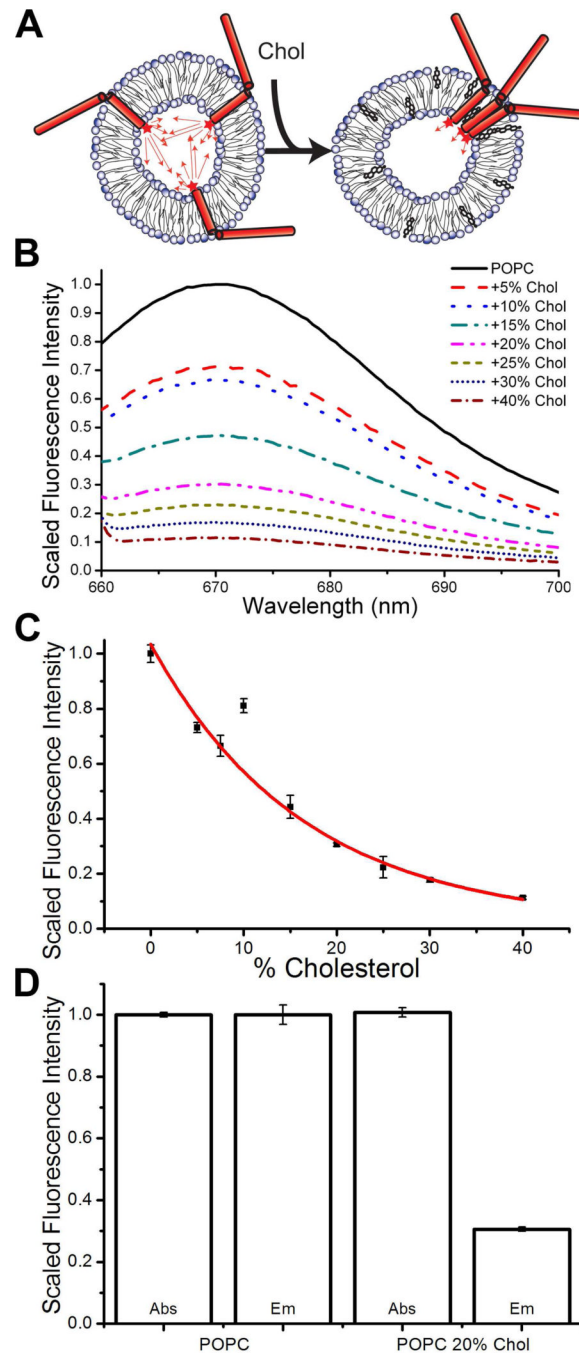 A
Chol
B
Scaled Fluorescence Intensity
1.0
0.9
0.8
0.7
0.6
0.5
0.4
0.3
0.2
0.1
0.0
POPC
+5% Chol
+10% Chol
+15% Chol
+20% Chol
+25% Chol
+30% Chol
+40% Chol
660 670 680 690 700
Wavelength (nm)
C
Scaled Fluorescence Intensity
1.0
0.8
0.6
0.4
0.2
0.0
0 10 20 30 40
% Cholesterol
D
Scaled Fluorescence Intensity
1.0
0.8
0.6
0.4
0.2
0.0
Abs Em Abs Em
POPC POPC 20% Chol